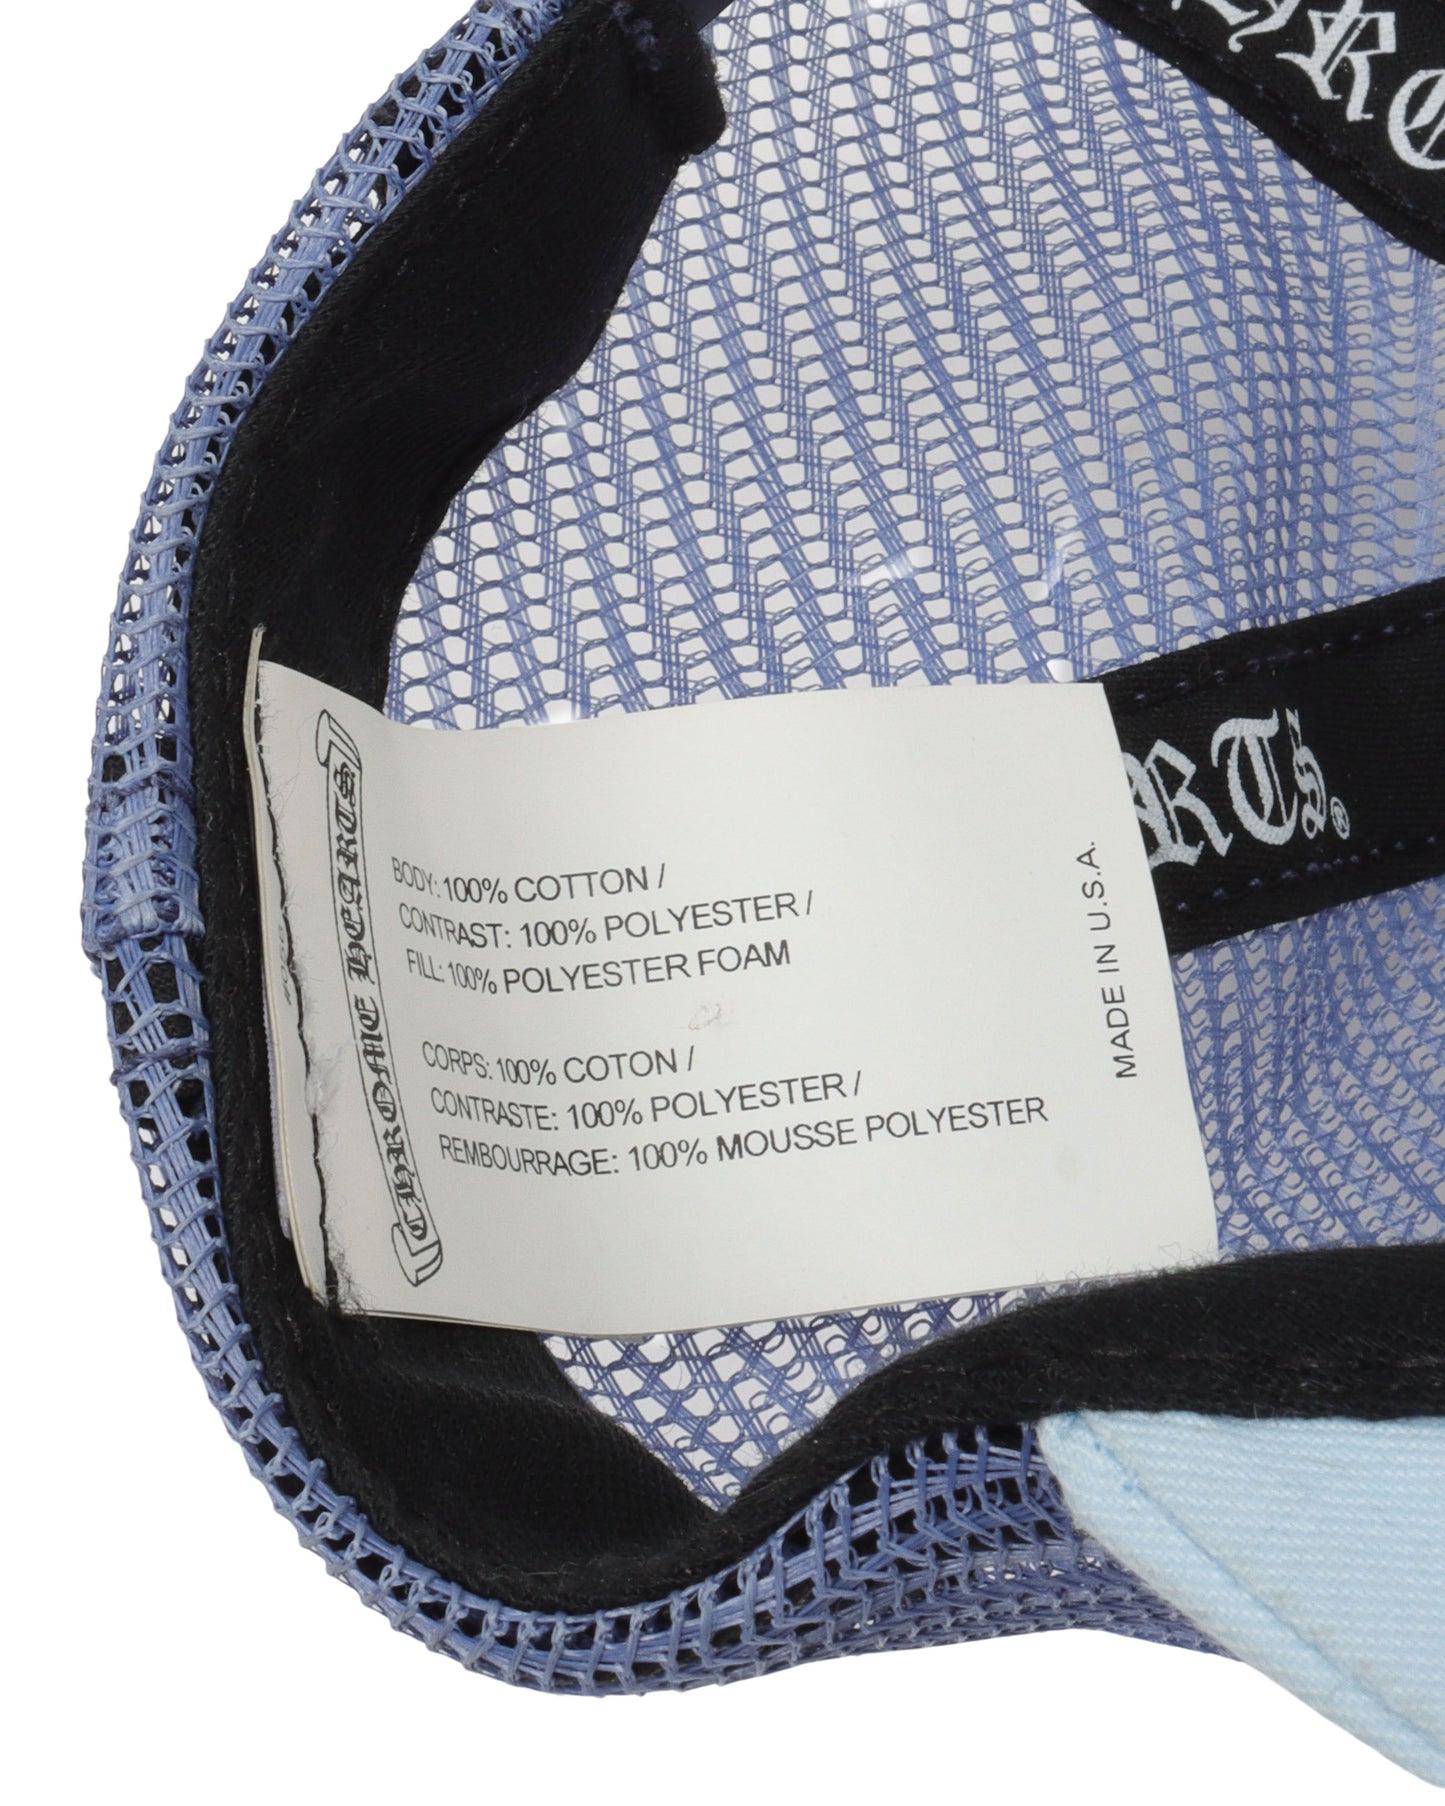 CHROME HEARTS
BODY: 100% COTTON /
CONTRAST: 100% POLYESTER /
FILL: 100% POLYESTER FOAM
CORPS: 100% COTON /
CONTRASTE: 100% POLYESTER /
REMBOURRAGE: 100% MOUSSE POLYESTER
MADE IN U.S.A.
RTS®